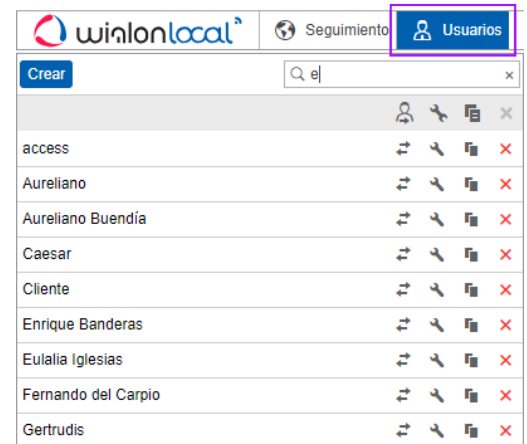 wialonlocal Seguimiento Usuarios
Crear e
access
Aureliano
Aureliano Buendía
Caesar
Cliente
Enrique Banderas
Eulalia Iglesias
Fernando del Carpio
Gertrudis